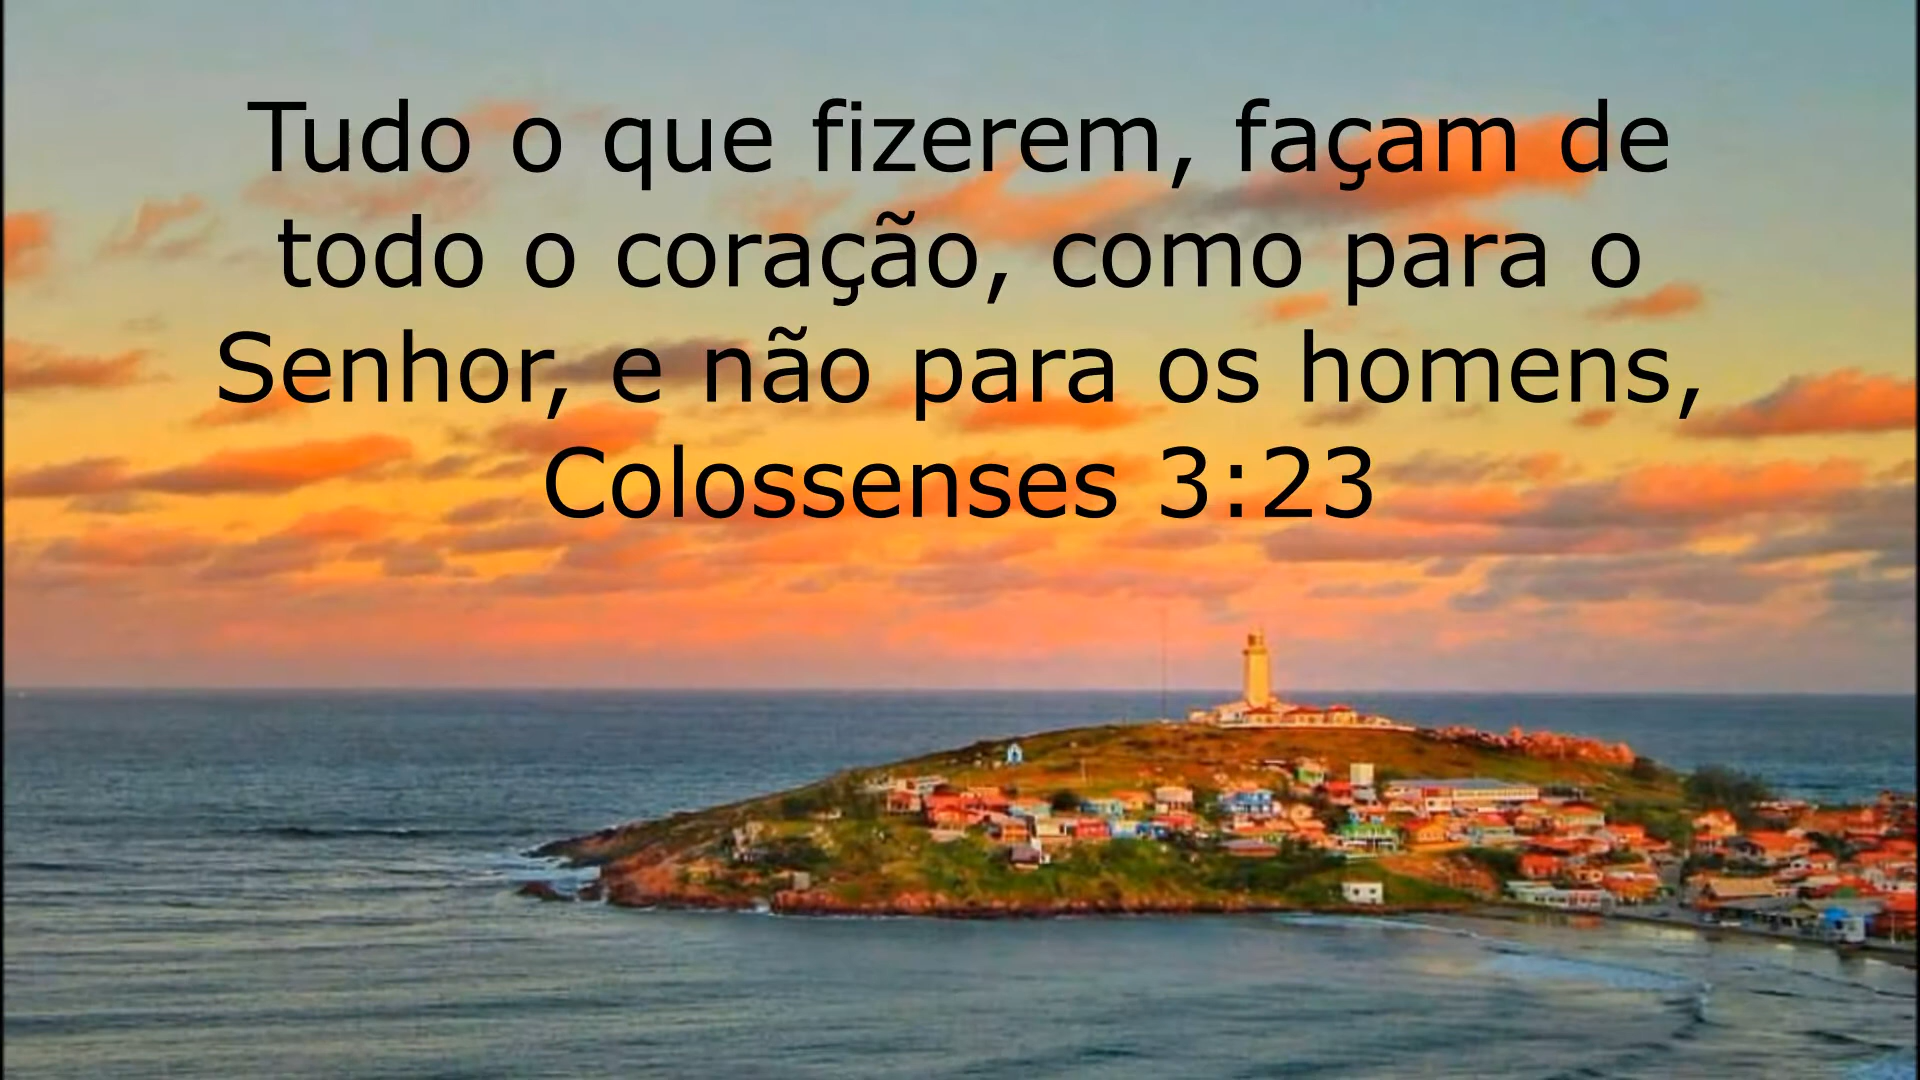 Tudo o que fizerem, façam de
todo o coração, como para o
Senhor, e não para os homens,
Colossenses 3:23